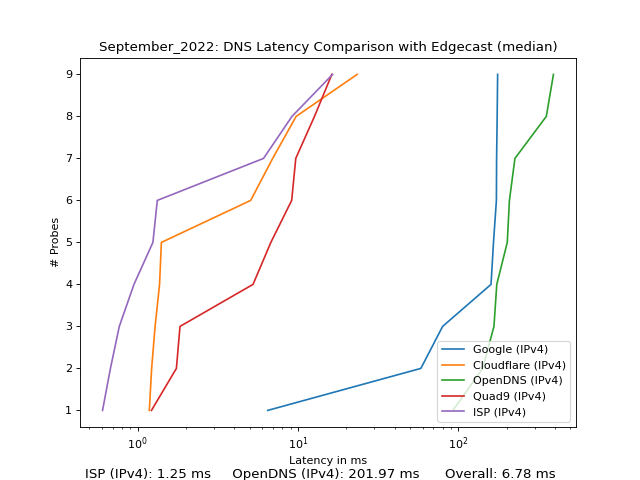 September_2022: DNS Latency Comparison with Edgecast (median)
9
8
7
6
5
4
3
2
1
# Probes
Google (IPv4)
Cloudflare (IPv4)
OpenDNS (IPv4)
Quad9 (IPv4)
ISP (IPv4)
10⁰ 10¹ 10²
Latency in ms
ISP (IPv4): 1.25 ms OpenDNS (IPv4): 201.97 ms Overall: 6.78 ms